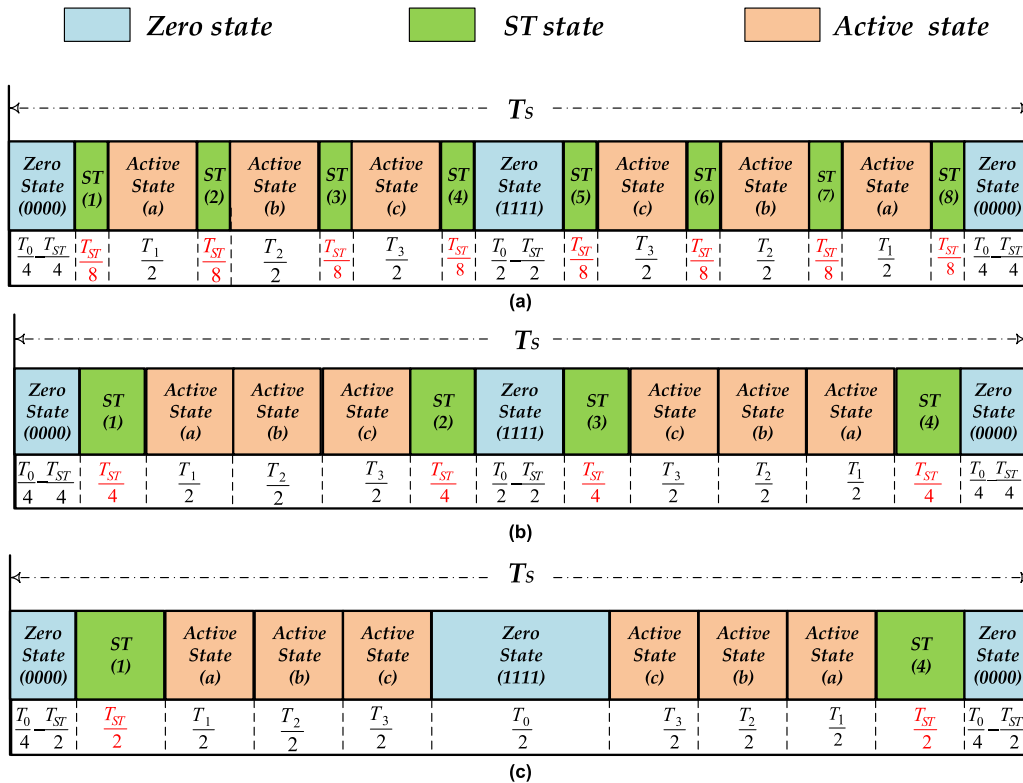 Zero state ST state Active state
Ts
Zero State (0000) ST (1) Active State (a) ST (2) Active State (b) ST (3) Active State (c) ST (4) Zero State (1111) ST (5) Active State (c) ST (6) Active State (b) ST (7) Active State (a) ST (8) Zero State (0000)
T0/4 - TST/4 TST/8 T1/2 TST/8 T2/2 TST/8 T3/2 TST/8 T0/2 - TST/2 TST/8 T3/2 TST/8 T2/2 TST/8 T1/2 TST/8 T0/4 - TST/4
(a)
Ts
Zero State (0000) ST (1) Active State (a) Active State (b) Active State (c) ST (2) Zero State (1111) ST (3) Active State (c) Active State (b) Active State (a) ST (4) Zero State (0000)
T0/4 - TST/4 TST/4 T1/2 T2/2 T3/2 TST/4 T0/2 - TST/2 TST/4 T3/2 T2/2 T1/2 TST/4 T0/4 - TST/4
(b)
Ts
Zero State (0000) ST (1) Active State (a) Active State (b) Active State (c) Zero State (1111) Active State (c) Active State (b) Active State (a) ST (4) Zero State (0000)
T0/4 - TST/2 TST/2 T1/2 T2/2 T3/2 T0/2 T3/2 T2/2 T1/2 TST/2 T0/4 - TST/2
(c)